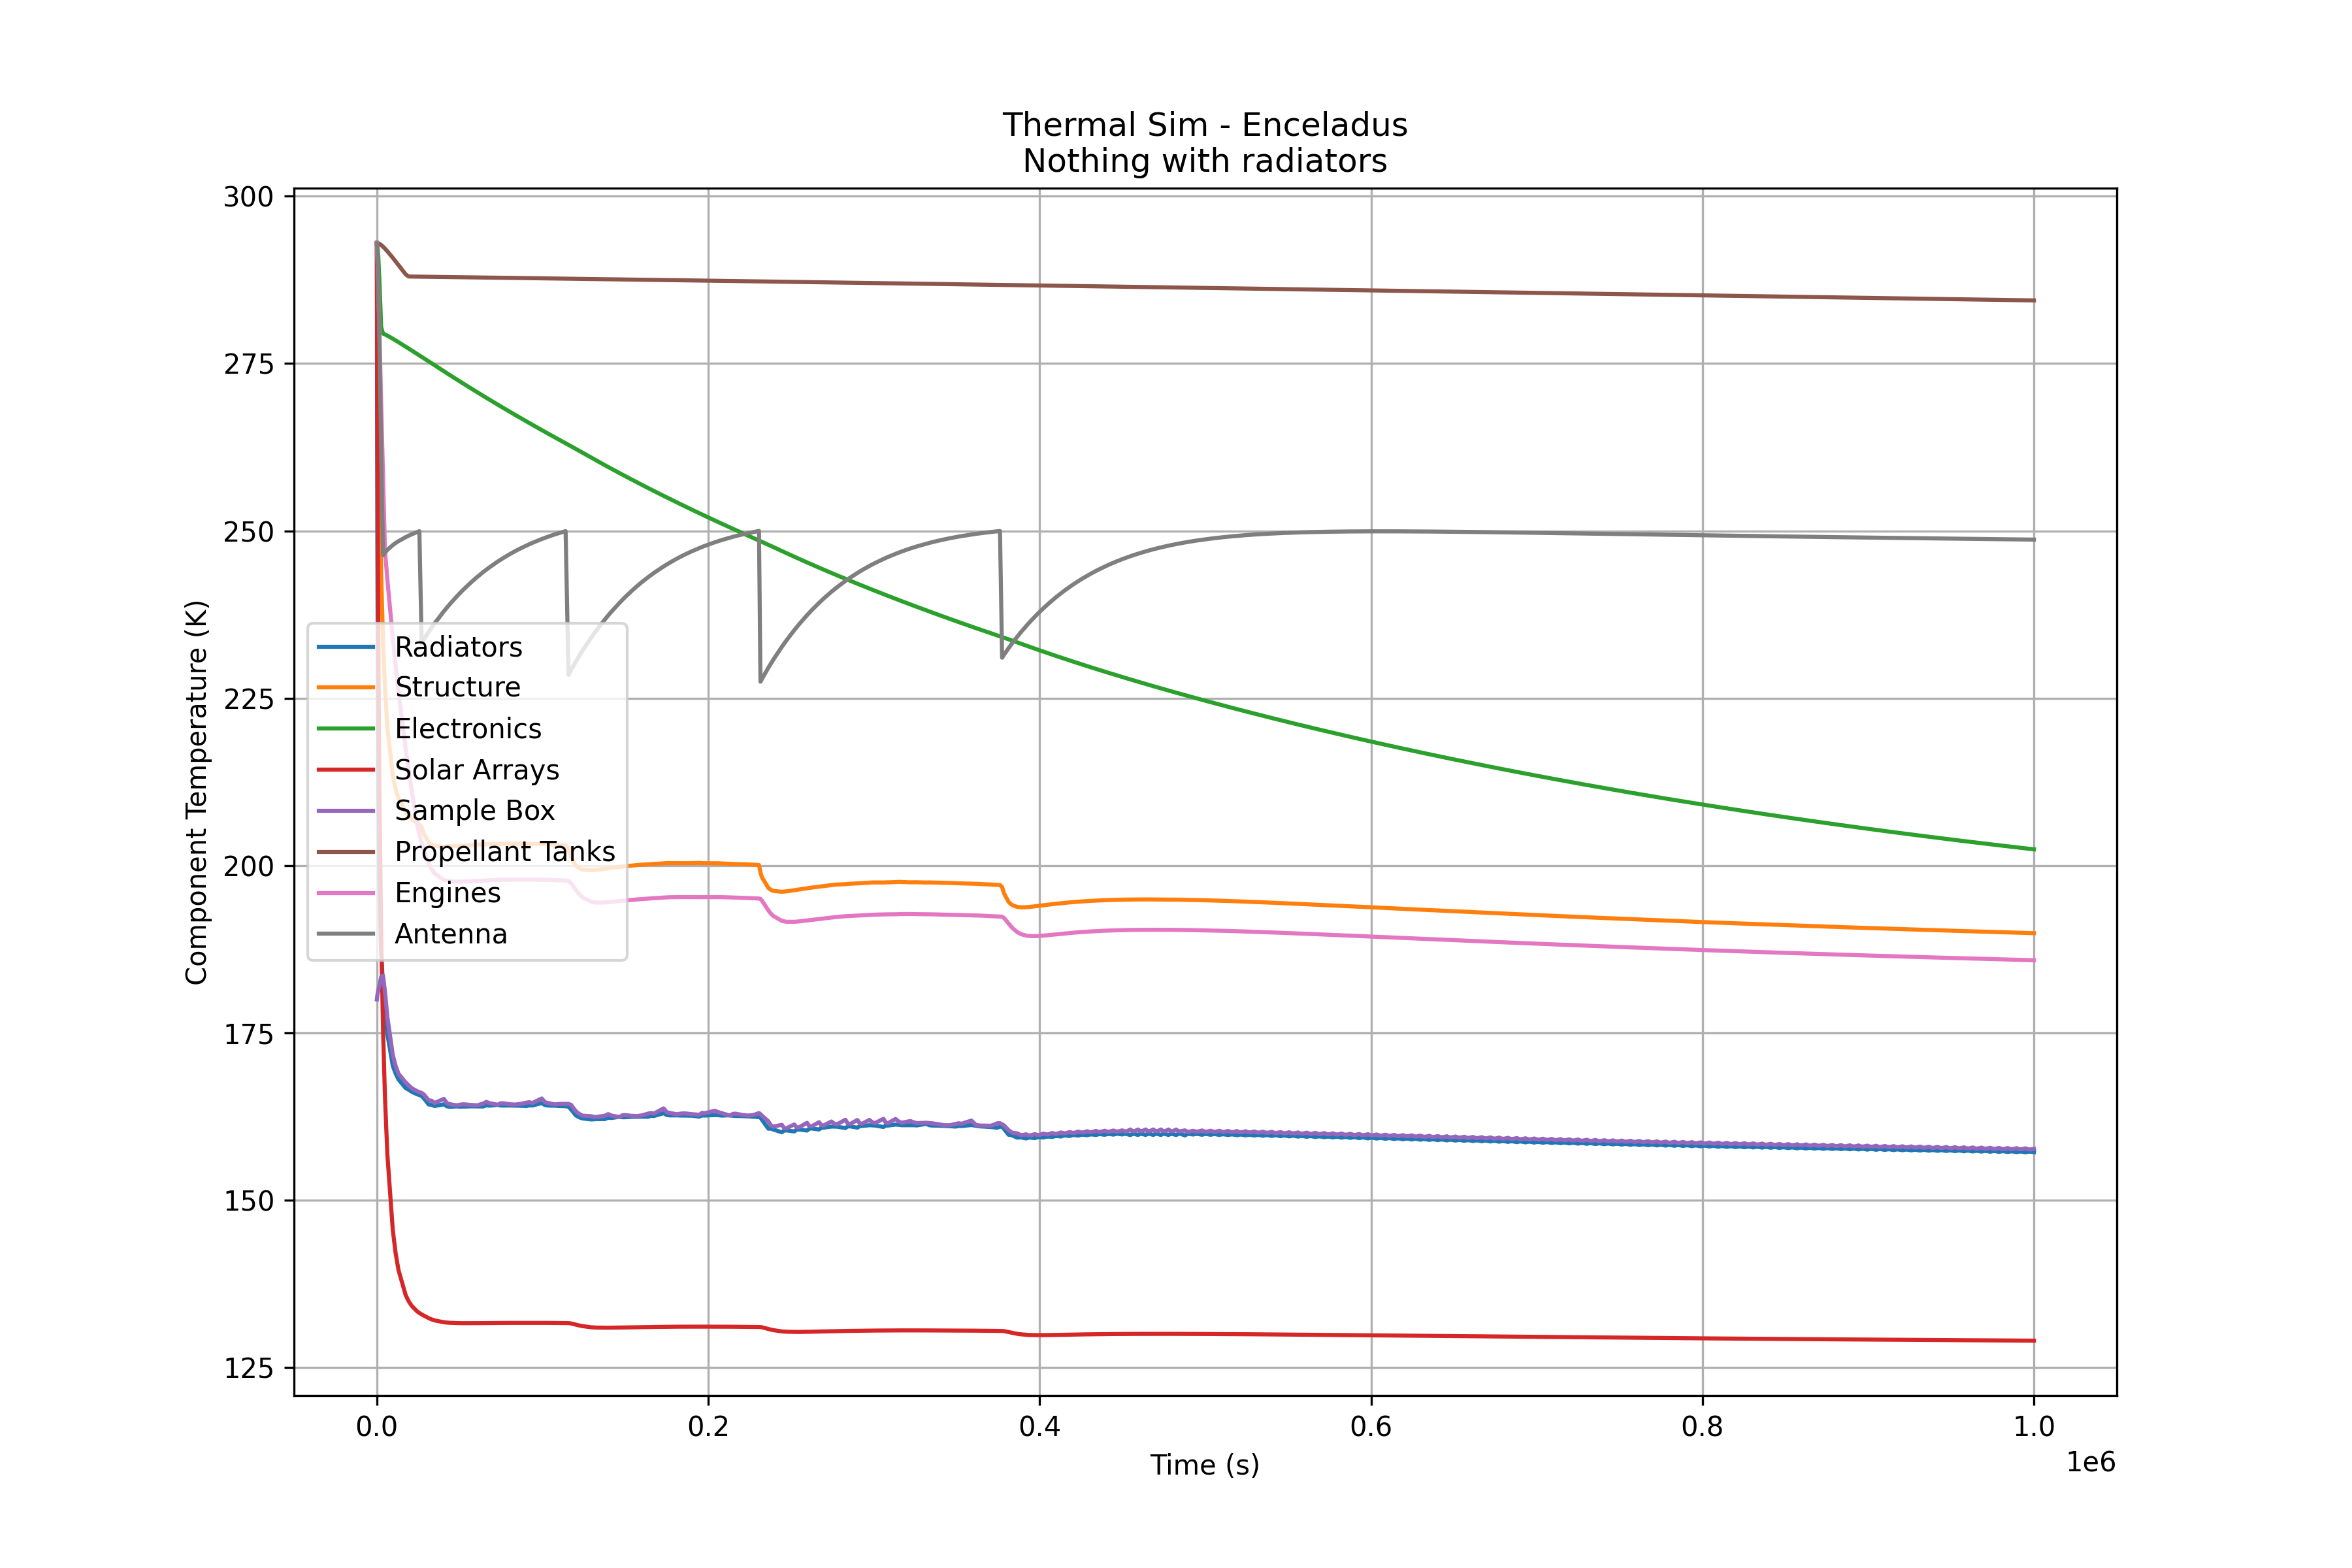 Thermal Sim - Enceladus
Nothing with radiators
Component Temperature (K)
300
275
250
225
200
175
150
125
Radiators
Structure
Electronics
Solar Arrays
Sample Box
Propellant Tanks
Engines
Antenna
0.0 0.2 0.4 0.6 0.8 1.0
1e6
Time (s)